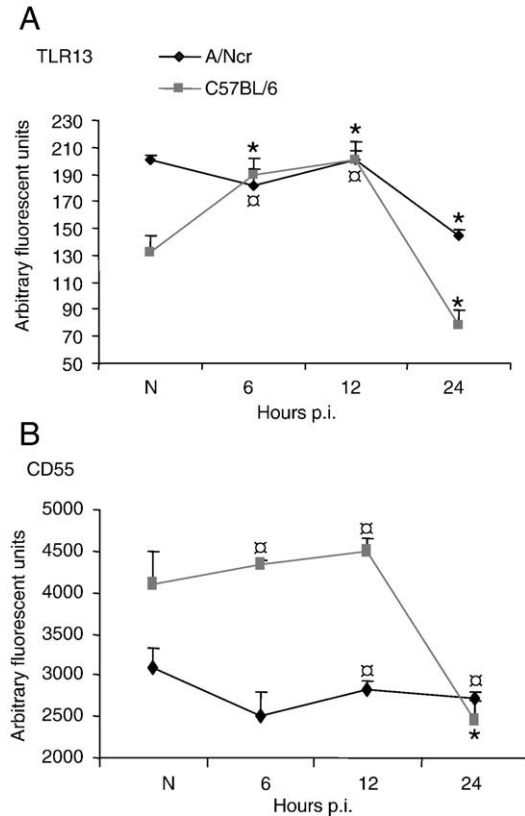 A
TLR13
A/Ncr
C57BL/6
Arbitrary fluorescent units
230
210
190
170
150
130
110
90
70
50
*
*
*
*
¤
¤
N 6 12 24
Hours p.i.
B
CD55
Arbitrary fluorescent units
5000
4500
4000
3500
3000
2500
2000
¤
¤
¤
¤
*
N 6 12 24
Hours p.i.